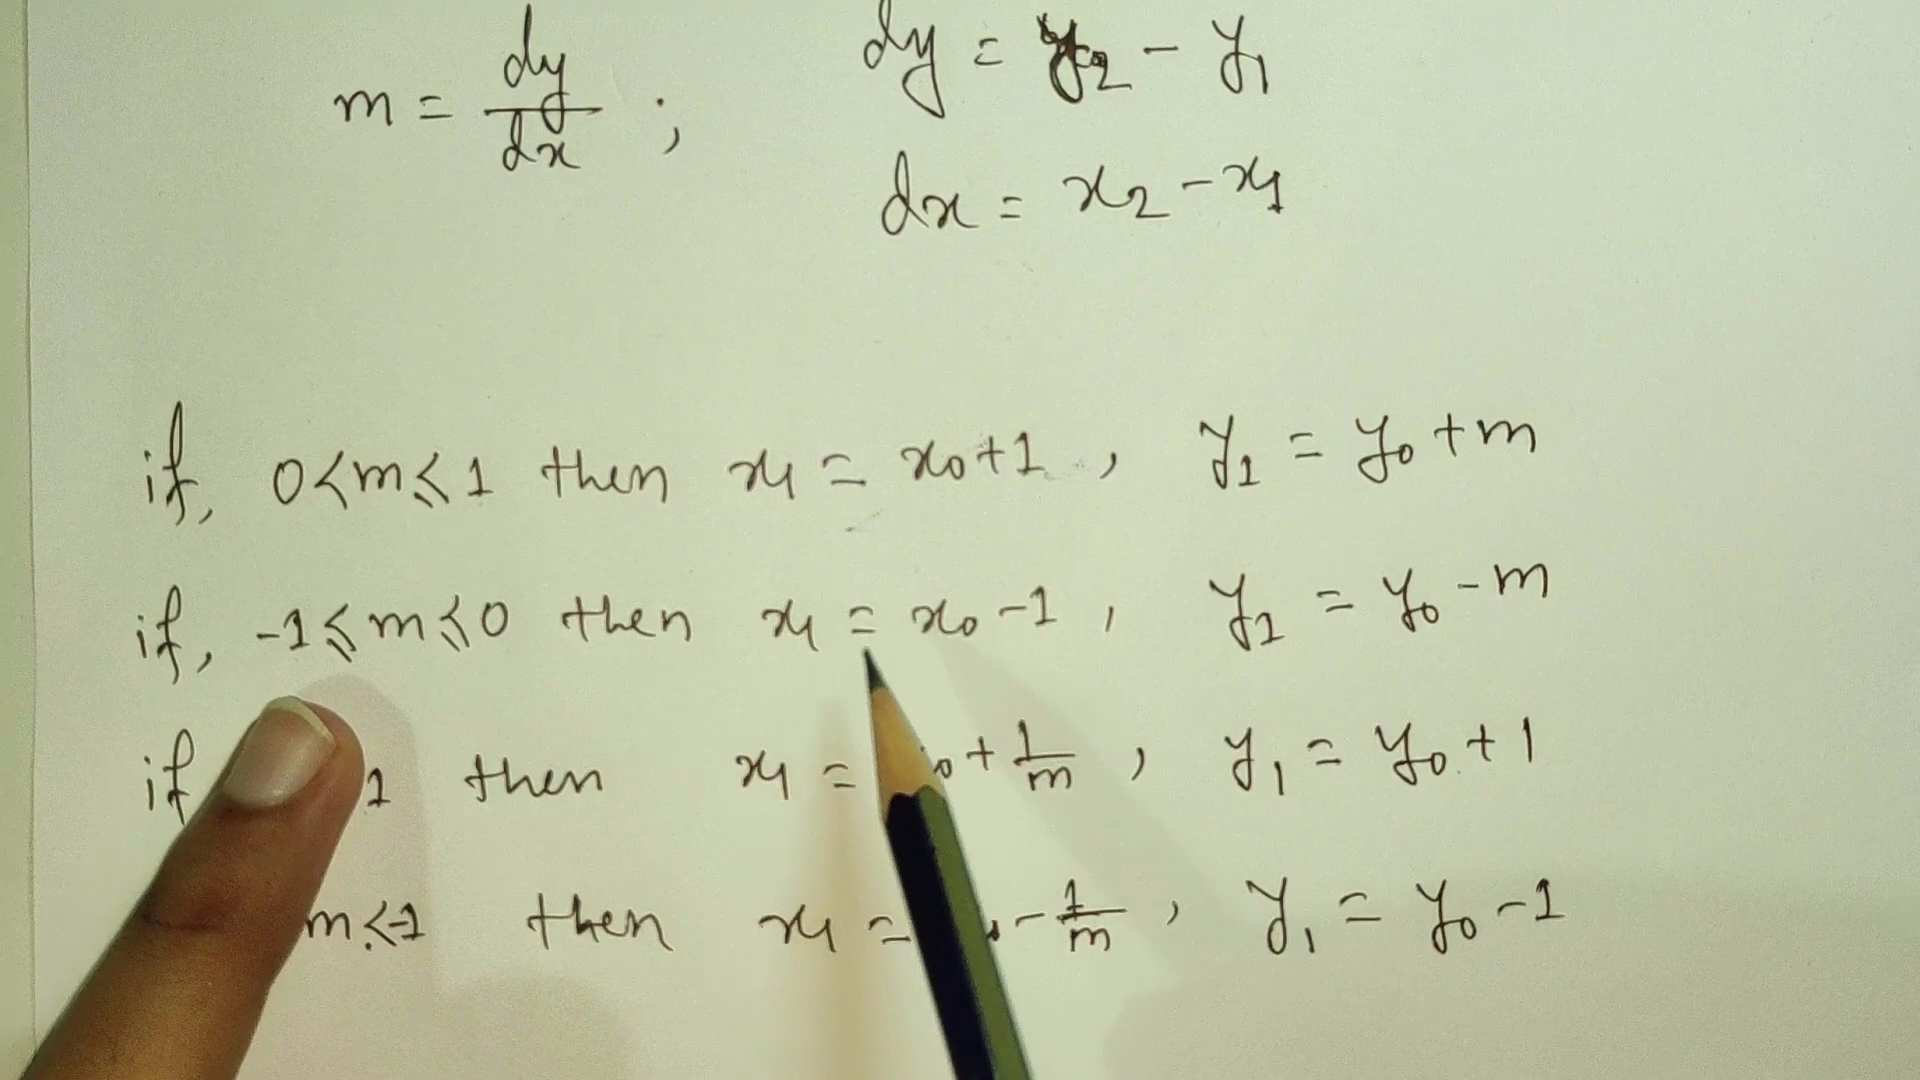 m = dy/dx ; dy = y2 - y1
dx = x2 - x1
if, 0<m⩽1 then x1 = x0+1 , y1 = y0+m
if, -1⩽m⩽0 then x1 = x0-1 , y1 = y0-m
if 1 then x1 = 0 + 1/m , y1 = y0+1
m<-1 then x1 = - 1/m , y1 = y0-1